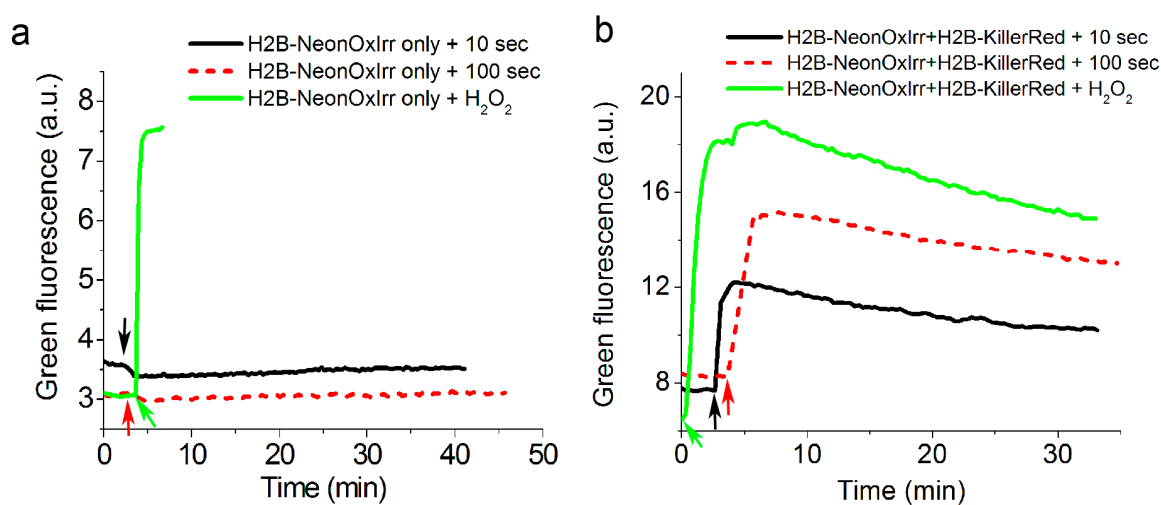 a
H2B-NeonOxIrr only + 10 sec
H2B-NeonOxIrr only + 100 sec
H2B-NeonOxIrr only + H₂O₂
Green fluorescence (a.u.)
8
7
6
5
4
3
0 10 20 30 40 50
Time (min)
b
H2B-NeonOxIrr+H2B-KillerRed + 10 sec
H2B-NeonOxIrr+H2B-KillerRed + 100 sec
H2B-NeonOxIrr+H2B-KillerRed + H₂O₂
Green fluorescence (a.u.)
20
16
12
8
0 10 20 30
Time (min)